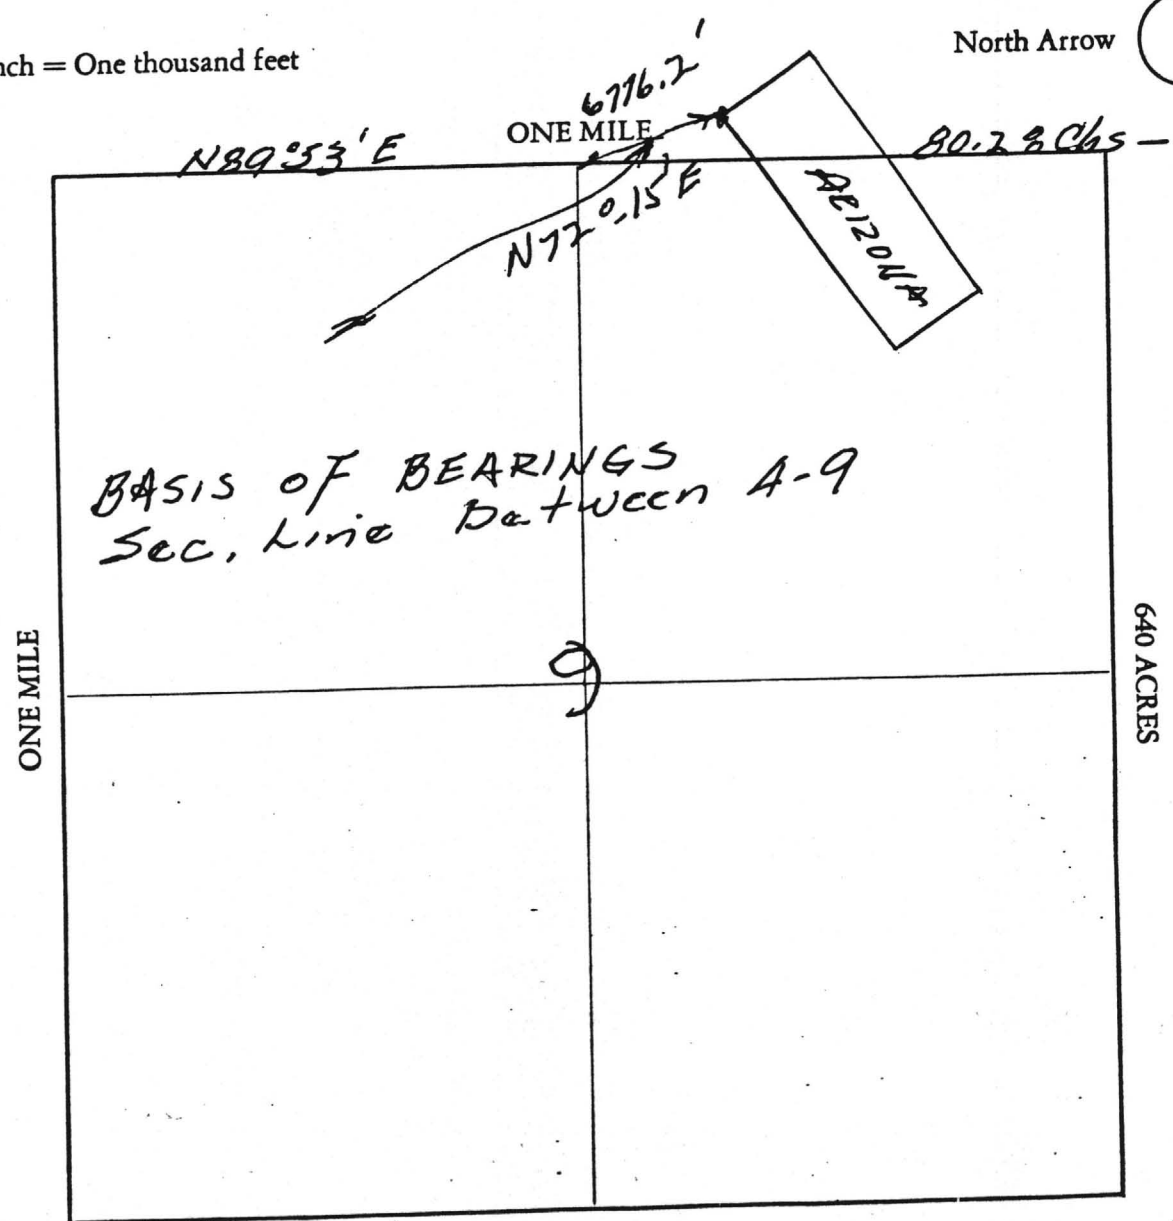 nch = One thousand feet
North Arrow
6776.2'
ONE MILE
N89°53'E
80.28 Chs -
N72°,15'E
ARIZONA
BASIS OF BEARINGS
Sec. Line Between 4-9
ONE MILE
9
640 ACRES